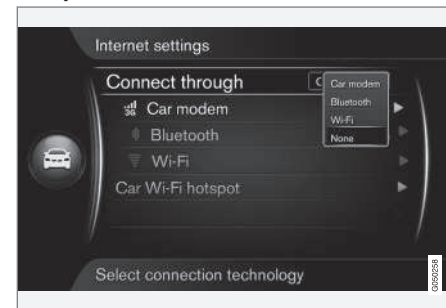 Internet settings
Connect through
Car modem
Bluetooth
Wi-Fi
None
3G Car modem
Bluetooth
Wi-Fi
Car Wi-Fi hotspot
Select connection technology
G050258